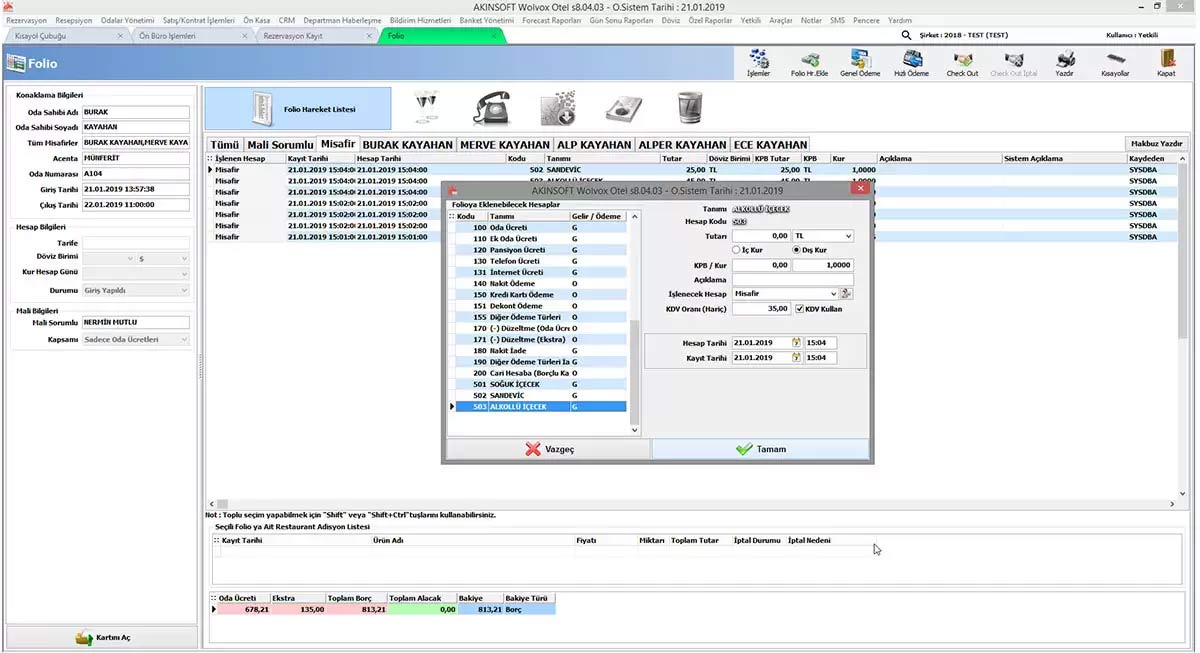 AKINSOFT Wolvox Otel s8.04.03 - O.Sistem Tarihi : 21.01.2019
Rezervasyon Resepsiyon Odalar Yönetimi Satış/Kontrat İşlemleri Ön Kasa CRM Departman Haberleşme Bildirim Hizmetleri Banket Yönetimi Forecast Raporları Gün Sonu Raporları Döviz Özel Raporlar Yetkili Araçlar Notlar SMS Pencere Yardım
Kısayol Çubuğu Ön Büro İşlemleri Rezervasyon Kayıt Folio Şirket : 2018 - TEST (TEST) Kullanıcı : Yetkili
Folio
İşlemler Folio Hr.Ekle Genel Ödeme Hızlı Ödeme Check Out Check Out İptal Yazdır Kısayollar Kapat
Konaklama Bilgileri
Oda Sahibi Adı BURAK
Oda Sahibi Soyadı KAYAHAN
Tüm Misafirler BURAK KAYAHAN,MERVE KAYA
Acenta MÜNFERİT
Oda Numarası A104
Giriş Tarihi 21.01.2019 13:57:38
Çıkış Tarihi 22.01.2019 11:00:00
Hesap Bilgileri
Tarife
Döviz Birimi $
Kur Hesap Günü
Durumu Giriş Yapıldı
Mali Bilgileri
Mali Sorumlu NERMİN MUTLU
Kapsamı Sadece Oda Ücretleri
Kartını Aç
Folio Hareket Listesi
Tümü Mali Sorumlu Misafir BURAK KAYAHAN MERVE KAYAHAN ALP KAYAHAN ALPER KAYAHAN ECE KAYAHAN Makbuz Yazdır
İşlenen Hesap Kayıt Tarihi Hesap Tarihi Kodu Tanımı Tutar Döviz Birimi KPB Tutar KPB Kur Açıklama Sistem Açıklama Kaydeden
Misafir 21.01.2019 15:04:0 21.01.2019 15:04:00 502 SANDEVİC 25,00 TL 25,00 TL 1,0000 SYSDBA
Misafir 21.01.2019 15:04:0 21.01.2019 15:04:00 SYSDBA
Misafir 21.01.2019 15:04:0 21.01.2019 15:04:00 SYSDBA
Misafir 21.01.2019 15:03:0 21.01.2019 15:03:00 SYSDBA
Misafir 21.01.2019 15:02:0 21.01.2019 15:02:00 SYSDBA
Misafir 21.01.2019 15:02:0 21.01.2019 15:02:00 SYSDBA
Misafir 21.01.2019 15:01:0 21.01.2019 15:01:00 SYSDBA
AKINSOFT Wolvox Otel s8.04.03 - O.Sistem Tarihi : 21.01.2019
Folioya Eklenebilecek Hesaplar
Kodu Tanımı Gelir / Ödeme
100 Oda Ücreti G
110 Ek Oda Ücreti G
120 Pansiyon Ücreti G
130 Telefon Ücreti G
131 İnternet Ücreti G
140 Nakit Ödeme O
150 Kredi Kartı Ödeme O
151 Dekont Ödeme O
155 Diğer Ödeme Türleri O
170 (-) Düzeltme (Oda Ücre O
171 (-) Düzeltme (Ekstra) O
180 Nakit İade G
190 Diğer Ödeme Türleri İa G
200 Cari Hesaba (Borçlu Ka O
501 SOĞUK İÇECEK G
502 SANDEVİC G
503 ALKOLLÜ İÇECEK G
Tanımı ALKOLLÜ İÇECEK
Hesap Kodu 503
Tutarı 0,00 TL
İç Kur Dış Kur
KPB / Kur 0,00 1,0000
Açıklama
İşlenecek Hesap Misafir
KDV Oranı (Hariç) 35,00 KDV Kullan
Hesap Tarihi 21.01.2019 15:04
Kayıt Tarihi 21.01.2019 15:04
Vazgeç Tamam
Not : Toplu seçim yapabilmek için "Shift" veya "Shift+Ctrl"tuşlarını kullanabilirsiniz.
Seçili Folio ya Ait Restaurant Adisyon Listesi
Kayıt Tarihi Ürün Adı Fiyatı Miktarı Toplam Tutar İptal Durumu İptal Nedeni
Oda Ücreti Ekstra Toplam Borç Toplam Alacak Bakiye Bakiye Türü
678,21 135,00 813,21 0,00 813,21 Borç